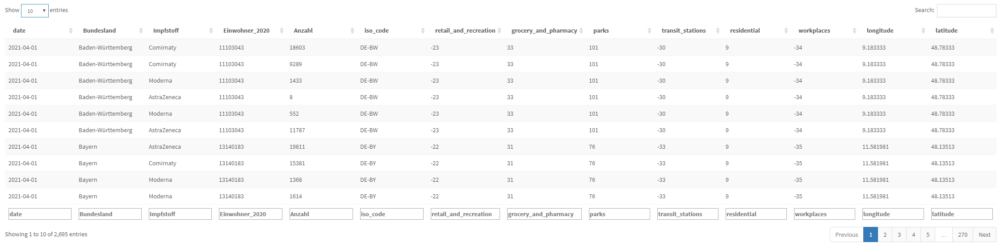 Show 10 entries Search:
date Bundesland Impfstoff Einwohner_2020 Anzahl iso_code retail_and_recreation grocery_and_pharmacy parks transit_stations residential workplaces longitude latitude
2021-04-01 Baden-Württemberg Comirnaty 11103043 18603 DE-BW -23 33 101 -30 9 -34 9.183333 48.78333
2021-04-01 Baden-Württemberg Comirnaty 11103043 9289 DE-BW -23 33 101 -30 9 -34 9.183333 48.78333
2021-04-01 Baden-Württemberg Moderna 11103043 1433 DE-BW -23 33 101 -30 9 -34 9.183333 48.78333
2021-04-01 Baden-Württemberg AstraZeneca 11103043 8 DE-BW -23 33 101 -30 9 -34 9.183333 48.78333
2021-04-01 Baden-Württemberg Moderna 11103043 552 DE-BW -23 33 101 -30 9 -34 9.183333 48.78333
2021-04-01 Baden-Württemberg AstraZeneca 11103043 11787 DE-BW -23 33 101 -30 9 -34 9.183333 48.78333
2021-04-01 Bayern AstraZeneca 13140183 19811 DE-BY -22 31 76 -33 9 -35 11.581981 48.13513
2021-04-01 Bayern Comirnaty 13140183 15381 DE-BY -22 31 76 -33 9 -35 11.581981 48.13513
2021-04-01 Bayern Moderna 13140183 1368 DE-BY -22 31 76 -33 9 -35 11.581981 48.13513
2021-04-01 Bayern Moderna 13140183 1614 DE-BY -22 31 76 -33 9 -35 11.581981 48.13513
date Bundesland Impfstoff Einwohner_2020 Anzahl iso_code retail_and_recreation grocery_and_pharmacy parks transit_stations residential workplaces longitude latitude
Showing 1 to 10 of 2,695 entries Previous 1 2 3 4 5 … 270 Next